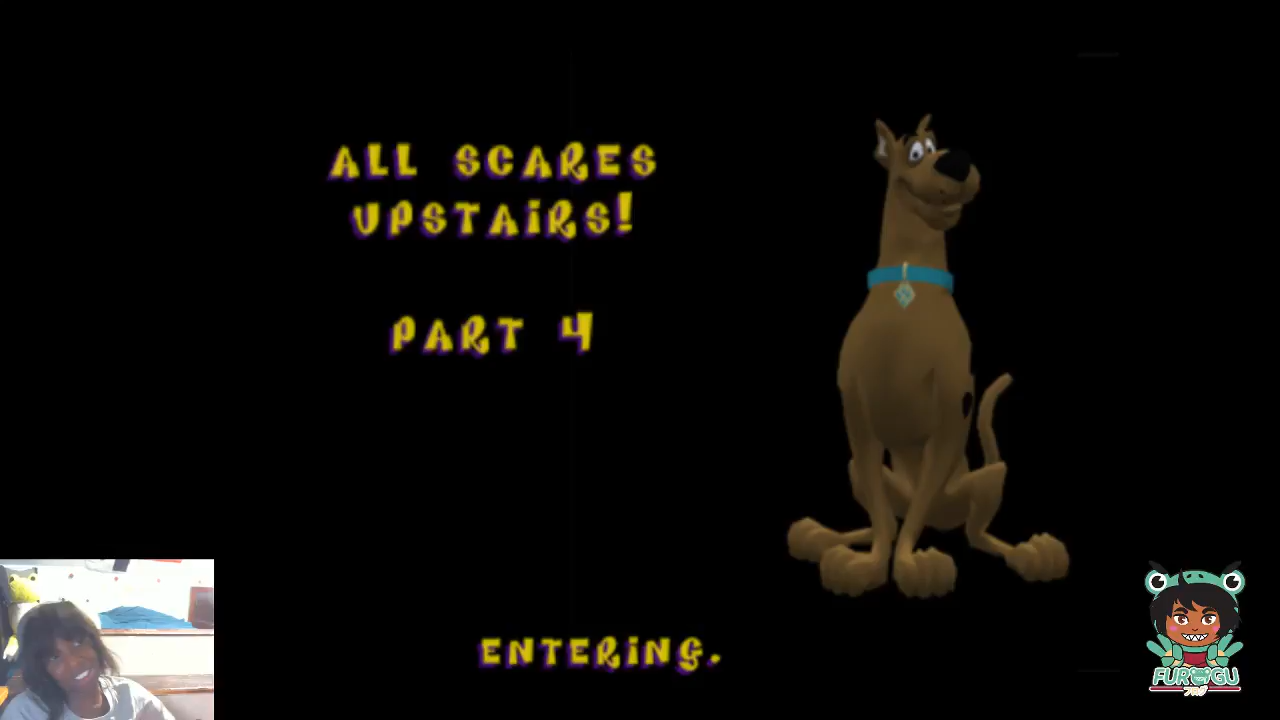 ALL SCARES
UPSTAIRS!
PART 4
ENTERING.
FUROGU